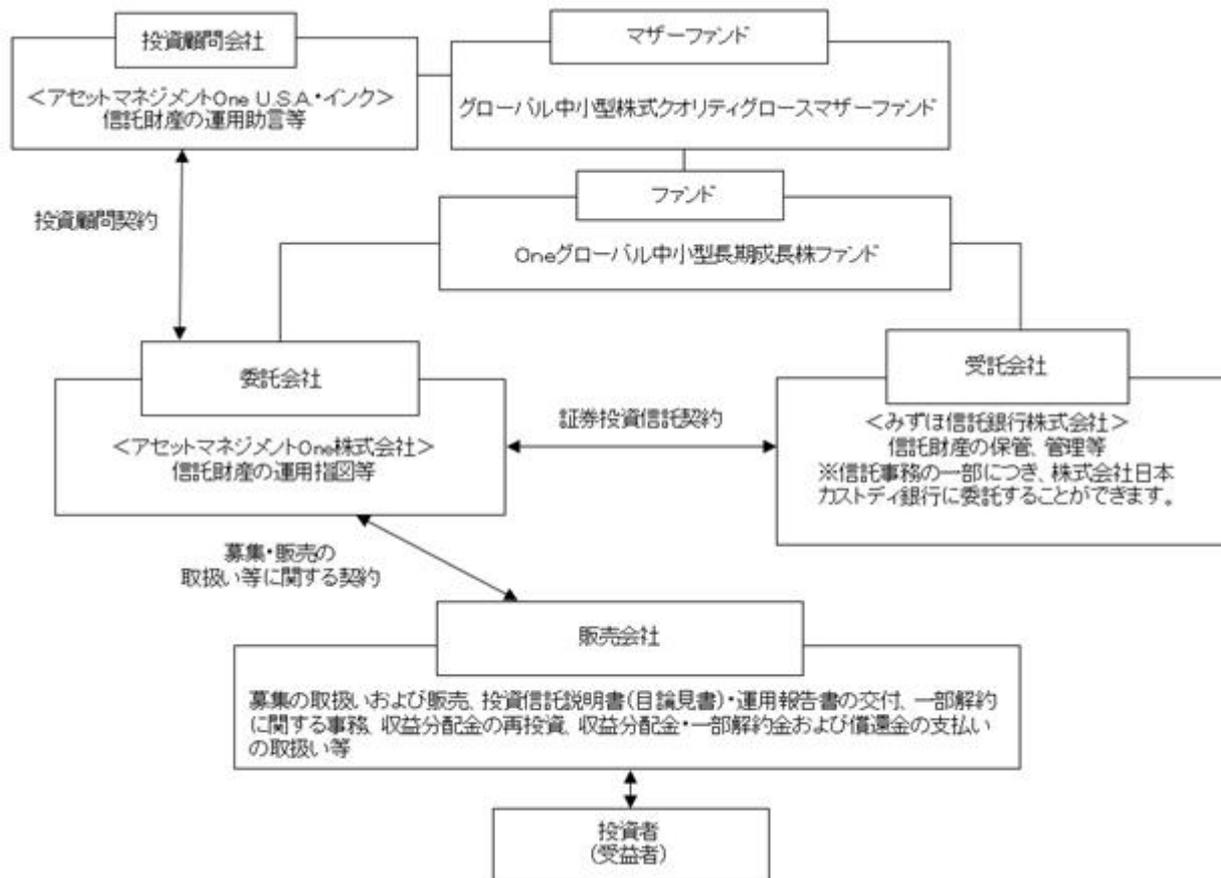 投資顧問会社
＜アセットマネジメントOne U.S.A.・インク＞
信託財産の運用助言等
マザーファンド
グローバル中小型株式クオリティグロースマザーファンド
投資顧問契約
ファンド
Oneグローバル中小型長期成長株ファンド
委託会社
＜アセットマネジメントOne株式会社＞
信託財産の運用指図等
証券投資信託契約
受託会社
＜みずほ信託銀行株式会社＞
信託財産の保管、管理等
※信託事務の一部につき、株式会社日本
カストディ銀行に委託することができます。
募集・販売の
取扱い等に関する契約
販売会社
募集の取扱いおよび販売、投資信託説明書(目論見書)・運用報告書の交付、一部解約
に関する事務、収益分配金の再投資、収益分配金・一部解約金および償還金の支払い
の取扱い等
投資者
(受益者)